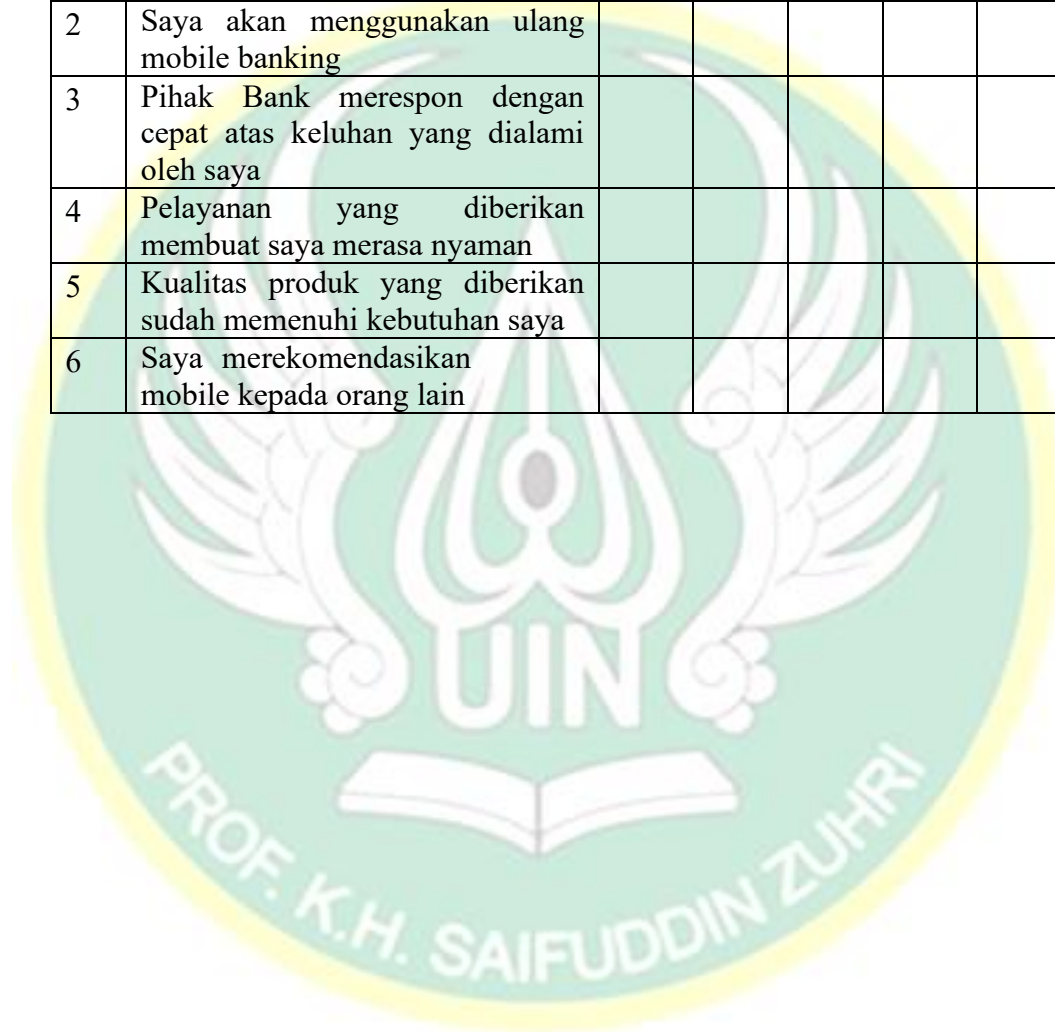 2 Saya akan menggunakan ulang
mobile banking
3 Pihak Bank merespon dengan
cepat atas keluhan yang dialami
oleh saya
4 Pelayanan yang diberikan
membuat saya merasa nyaman
5 Kualitas produk yang diberikan
sudah memenuhi kebutuhan saya
6 Saya merekomendasikan
mobile kepada orang lain
UIN
PROF. K.H. SAIFUDDIN ZUHRI